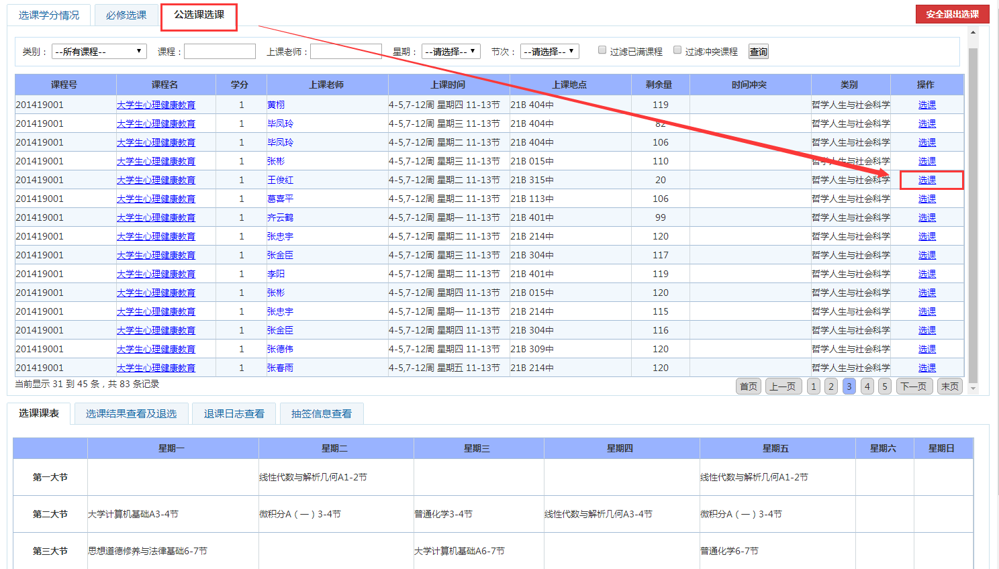 选课学分情况 必修选课 公选课选课 安全退出选课
类别： --所有课程-- 课程： 上课老师： 星期： --请选择-- 节次： --请选择-- 过滤已满课程 过滤冲突课程 查询
课程号 课程名 学分 上课老师 上课时间 上课地点 剩余量 时间冲突 类别 操作
201419001 大学生心理健康教育 1 黄栩 4-5,7-12周 星期四 11-13节 21B 404中 119 哲学人生与社会科学 选课
201419001 大学生心理健康教育 1 毕凤玲 4-5,7-12周 星期三 11-13节 21B 404中 82 哲学人生与社会科学 选课
201419001 大学生心理健康教育 1 毕凤玲 4-5,7-12周 星期二 11-13节 21B 404中 106 哲学人生与社会科学 选课
201419001 大学生心理健康教育 1 张彬 4-5,7-12周 星期三 11-13节 21B 015中 110 哲学人生与社会科学 选课
201419001 大学生心理健康教育 1 王俊红 4-5,7-12周 星期二 11-13节 21B 315中 20 哲学人生与社会科学 选课
201419001 大学生心理健康教育 1 葛喜平 4-5,7-12周 星期二 11-13节 21B 113中 106 哲学人生与社会科学 选课
201419001 大学生心理健康教育 1 齐云鹤 4-5,7-12周 星期一 11-13节 21B 401中 99 哲学人生与社会科学 选课
201419001 大学生心理健康教育 1 张忠宇 4-5,7-12周 星期二 11-13节 21B 214中 120 哲学人生与社会科学 选课
201419001 大学生心理健康教育 1 张金臣 4-5,7-12周 星期三 11-13节 21B 304中 117 哲学人生与社会科学 选课
201419001 大学生心理健康教育 1 李阳 4-5,7-12周 星期二 11-13节 21B 401中 119 哲学人生与社会科学 选课
201419001 大学生心理健康教育 1 张彬 4-5,7-12周 星期四 11-13节 21B 015中 120 哲学人生与社会科学 选课
201419001 大学生心理健康教育 1 张忠宇 4-5,7-12周 星期一 11-13节 21B 214中 115 哲学人生与社会科学 选课
201419001 大学生心理健康教育 1 张金臣 4-5,7-12周 星期四 11-13节 21B 304中 116 哲学人生与社会科学 选课
201419001 大学生心理健康教育 1 张德伟 4-5,7-12周 星期四 11-13节 21B 309中 120 哲学人生与社会科学 选课
201419001 大学生心理健康教育 1 张春雨 4-5,7-12周 星期五 11-13节 21B 214中 120 哲学人生与社会科学 选课
当前显示 31 到 45 条，共 83 条记录 首页 上一页 1 2 3 4 5 下一页 末页
选课课表 选课结果查看及退选 退课日志查看 抽签信息查看
星期一 星期二 星期三 星期四 星期五 星期六 星期日
第一大节 线性代数与解析几何A1-2节 线性代数与解析几何A1-2节
第二大节 大学计算机基础A3-4节 微积分A（一）3-4节 普通化学3-4节 线性代数与解析几何A3-4节 微积分A（一）3-4节
第三大节 思想道德修养与法律基础6-7节 大学计算机基础A6-7节 普通化学6-7节